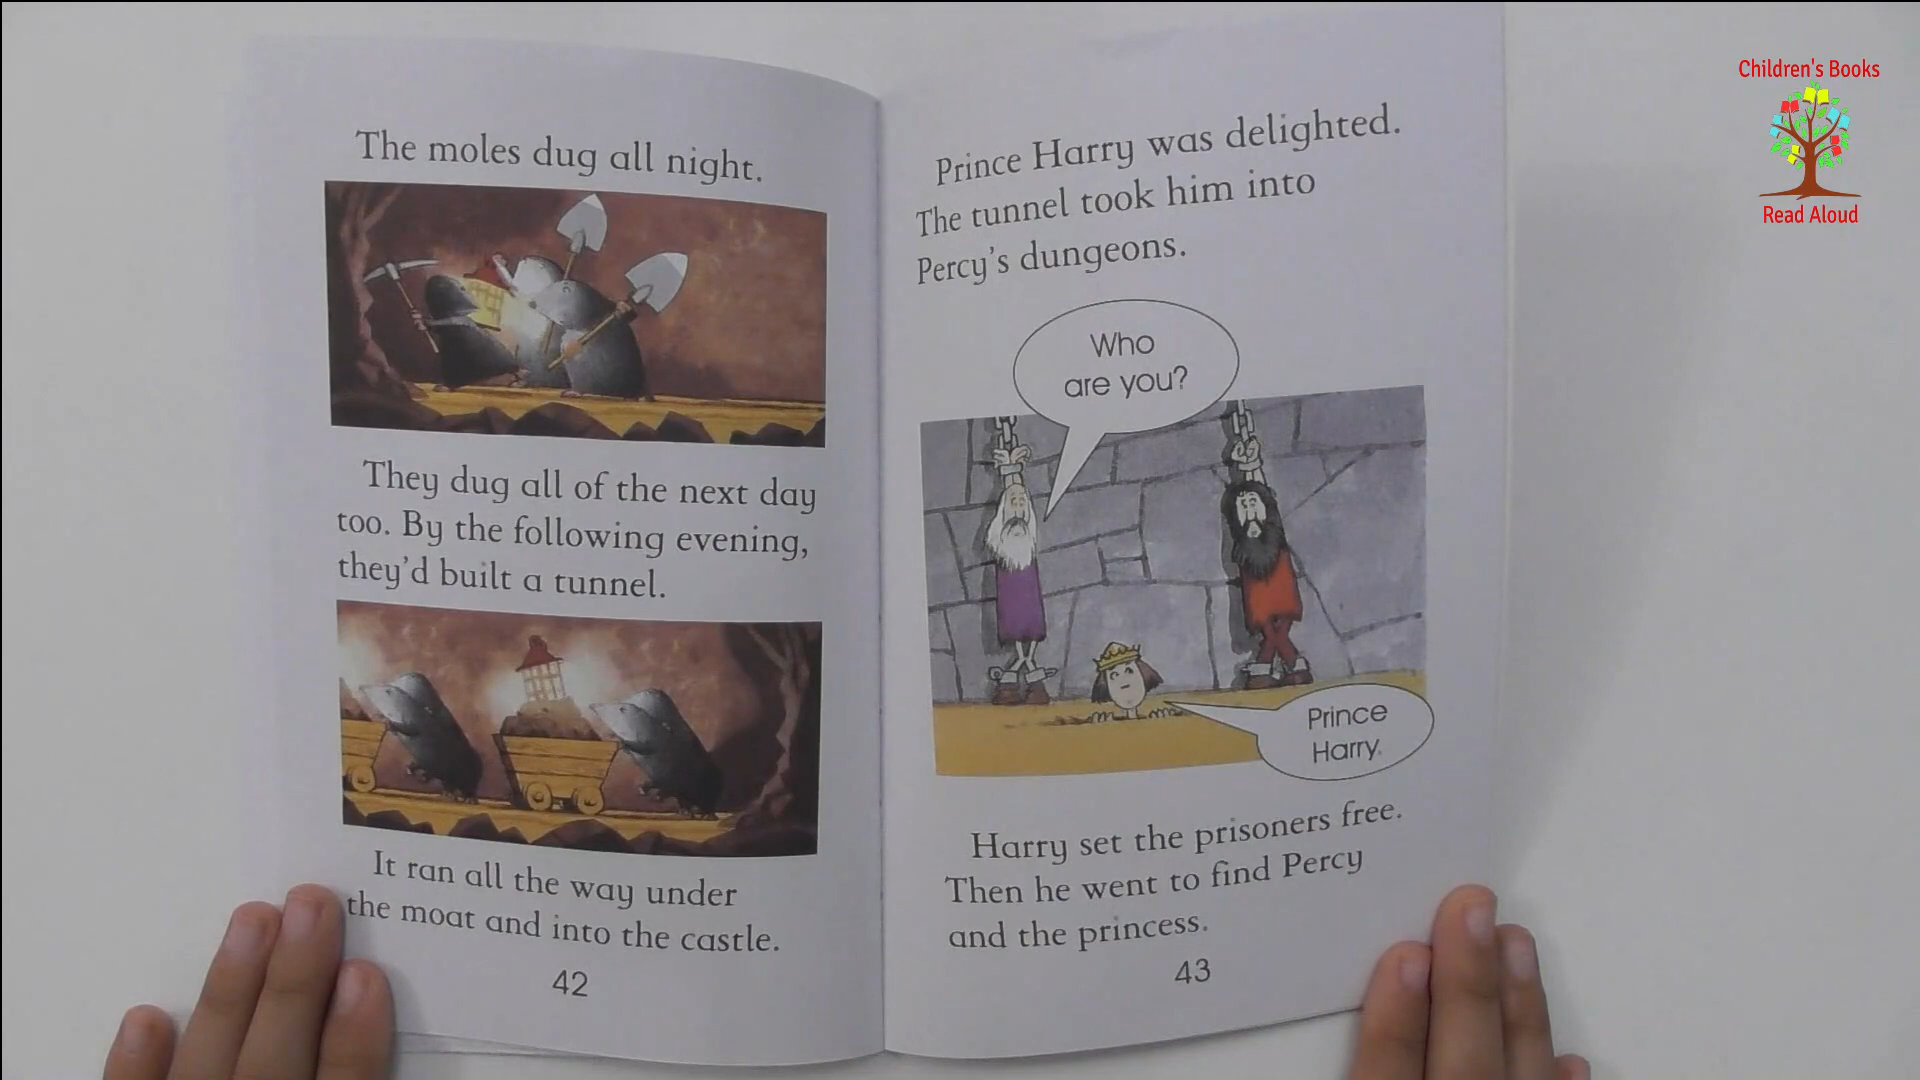 The moles dug all night.
They dug all of the next day
too. By the following evening,
they'd built a tunnel.
It ran all the way under
the moat and into the castle.
42
Prince Harry was delighted.
The tunnel took him into
Percy's dungeons.
Who
are you?
Prince
Harry.
Harry set the prisoners free.
Then he went to find Percy
and the princess.
43
Children's Books
Read Aloud